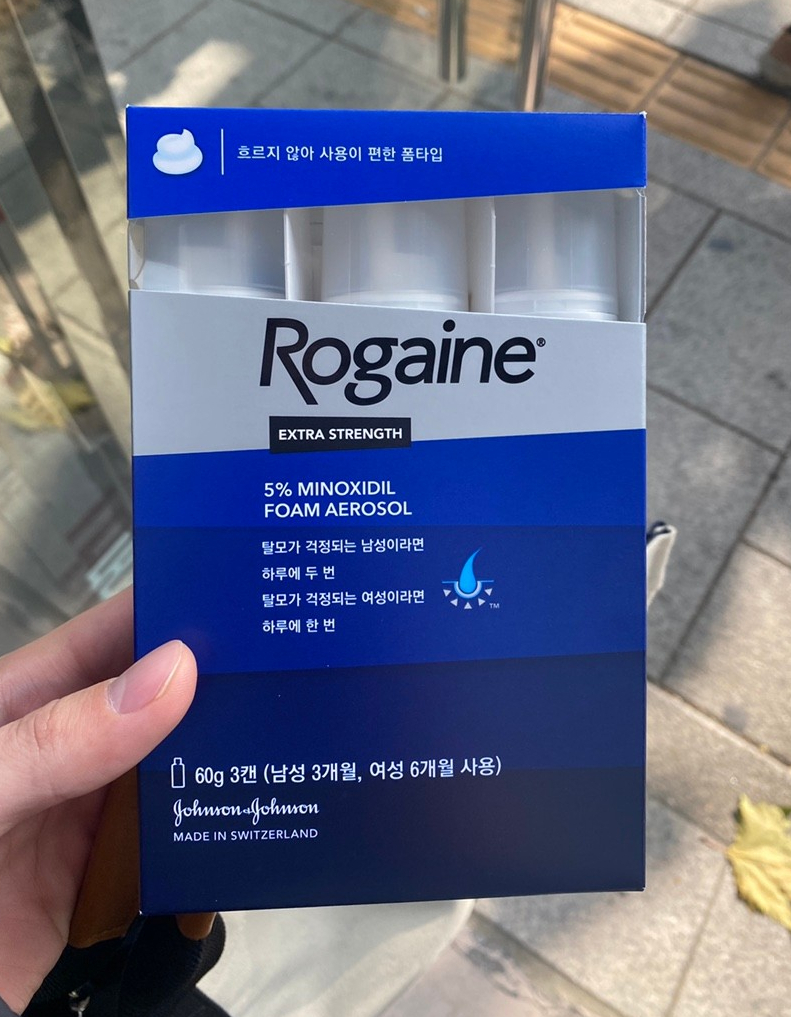 흐르지 않아 사용이 편한 폼타입
Rogaine®
EXTRA STRENGTH
5% MINOXIDIL
FOAM AEROSOL
탈모가 걱정되는 남성이라면
하루에 두 번
탈모가 걱정되는 여성이라면
하루에 한 번
TM
60g 3캔 (남성 3개월, 여성 6개월 사용)
Johnson & Johnson
MADE IN SWITZERLAND